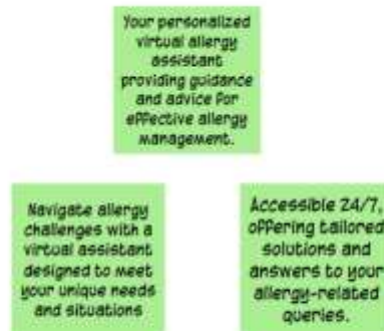 Your personalized
virtual allergy
assistant
providing guidance
and advice for
effective allergy
management.
Navigate allergy
challenges with a
virtual assistant
designed to meet
your unique needs
and situations
Accessible 24/7,
offering tailored
solutions and
answers to your
allergy-related
queries.